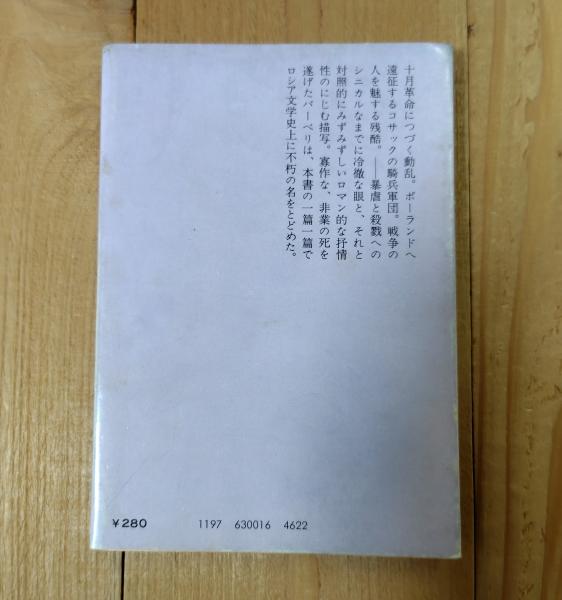 十月革命につづく動乱。ポーランドへ
遠征するコサックの騎兵軍団。戦争の
人を魅する残酷。――暴虐と殺戮への
シニカルなまでに冷徹な眼と、それと
対照的にみずみずしいロマン的な抒情
性のにじむ描写。寡作な、非業の死を
遂げたバーベリは、本書の一篇一篇で
ロシア文学史上に不朽の名をとどめた。
¥280
1197 630016 4622